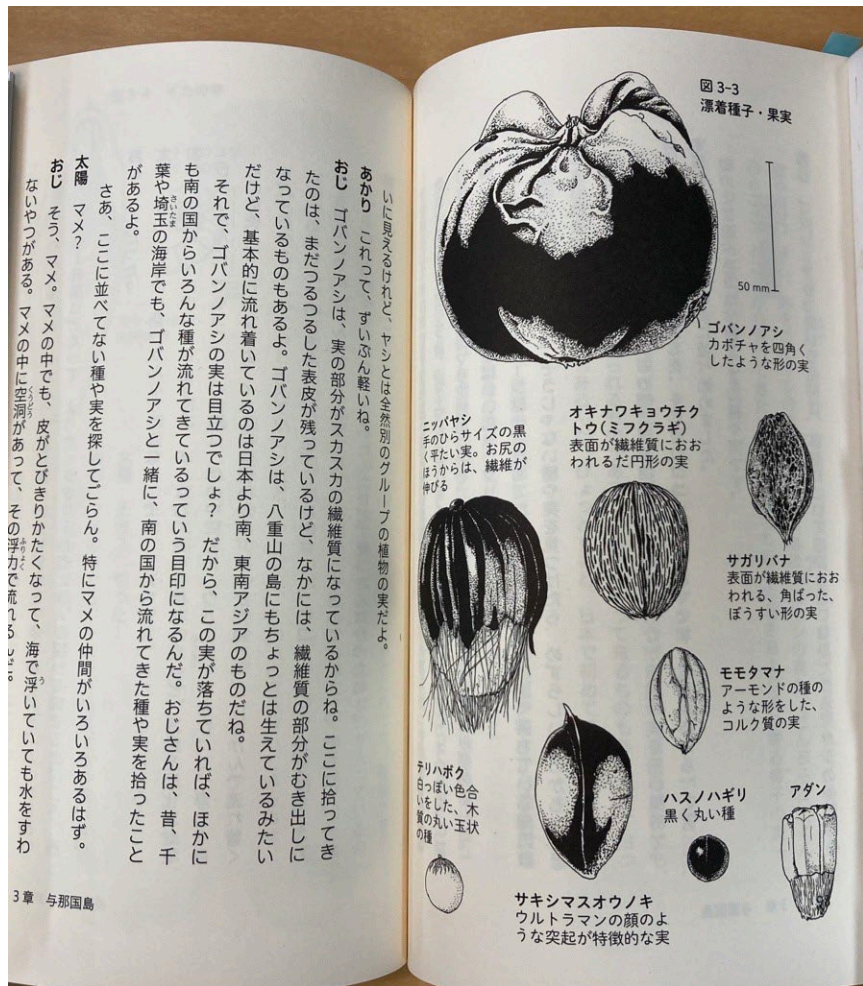 図3-3
漂着種子・果実
50 mm
ゴバンノアシ
カボチャを四角く
したような形の実
オキナワキョウチク
トウ(ミフクラギ)
表面が繊維質におお
われるだ円形の実
ニッパヤシ
手のひらサイズの黒
く平たい実。お尻の
ほうからは、繊維が
伸びる
サガリバナ
表面が繊維質におお
われる、角ばった、
ぼうすい形の実
モモタマナ
アーモンドの種の
ような形をした、
コルク質の実
テリハボク
白っぽい色合
いをした、木
質の丸い玉状
の種
ハスノハギリ
黒く丸い種
アダン
サキシマスオウノキ
ウルトラマンの顔のよ
うな突起が特徴的な実
いに見えるけれど、ヤシとは全然別のグループの植物の実だよ。
あかり　これって、ずいぶん軽いね。
おじ　ゴバンノアシは、実の部分がスカスカの繊維質になっているからね。ここに拾ってき
たのは、まだつるつるした表皮が残っているけど、なかには、繊維質の部分がむき出しに
なっているものもあるよ。ゴバンノアシは、八重山の島にもちょっとは生えているみたい
だけど、基本的に流れ着いているのは日本より南、東南アジアのものだね。
それで、ゴバンノアシの実は目立つでしょ？　だから、この実が落ちていれば、ほかに
も南の国からいろんな種が流れてきているっていう目印になるんだ。おじさんは、昔、千
葉や埼玉の海岸でも、ゴバンノアシと一緒に、南の国から流れてきた種や実を拾ったこと
があるよ。
さあ、ここに並べてない種や実を探してごらん。特にマメの仲間がいろいろあるはず。
太陽　マメ？
おじ　そう、マメ。マメの中でも、皮がとびきりかたくなって、海で浮いていても水をすわ
ないやつがある。マメの中に空洞があって、その浮力で流れるんだ。
3章　与那国島